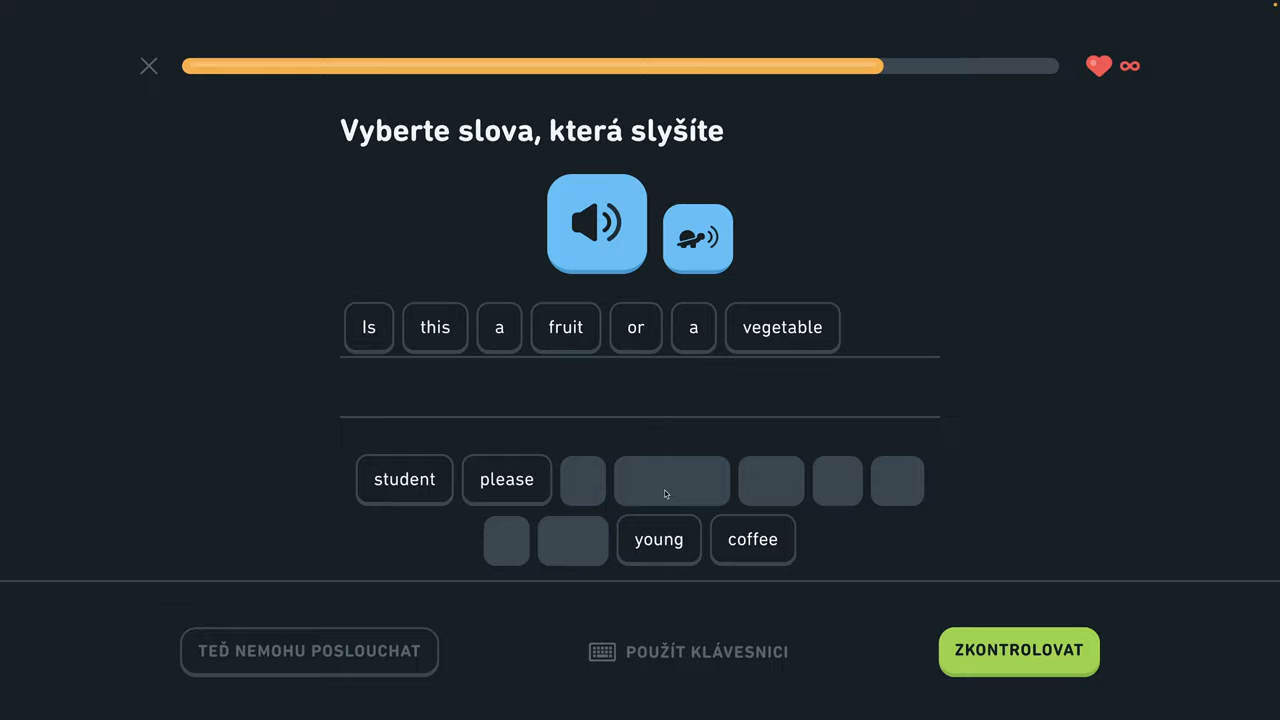 Vyberte slova, která slyšíte
Is this a fruit or a vegetable
student please
young coffee
TEĎ NEMOHU POSLOUCHAT POUŽÍT KLÁVESNICI ZKONTROLOVAT